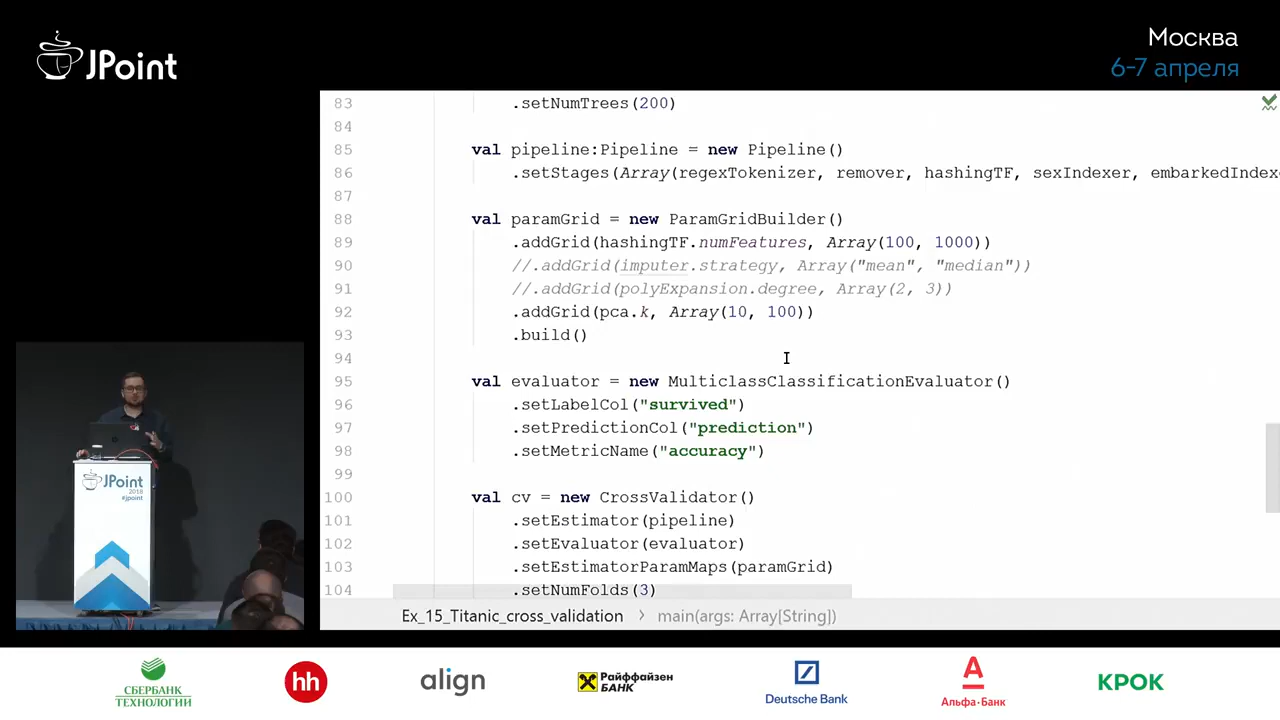 JPoint
Москва
6-7 апреля
83 .setNumTrees(200)
84
85 val pipeline:Pipeline = new Pipeline()
86 .setStages(Array(regexTokenizer, remover, hashingTF, sexIndexer, embarkedIndexe
87
88 val paramGrid = new ParamGridBuilder()
89 .addGrid(hashingTF.numFeatures, Array(100, 1000))
90 //.addGrid(imputer.strategy, Array("mean", "median"))
91 //.addGrid(polyExpansion.degree, Array(2, 3))
92 .addGrid(pca.k, Array(10, 100))
93 .build()
94
95 val evaluator = new MulticlassClassificationEvaluator()
96 .setLabelCol("survived")
97 .setPredictionCol("prediction")
98 .setMetricName("accuracy")
99
100 val cv = new CrossValidator()
101 .setEstimator(pipeline)
102 .setEvaluator(evaluator)
103 .setEstimatorParamMaps(paramGrid)
104 .setNumFolds(3)
Ex_15_Titanic_cross_validation > main(args: Array[String])
JPoint
2018
#jpoint
СБЕРБАНК
ТЕХНОЛОГИИ
hh
align
Райффайзен
БАНК
Deutsche Bank
А
Альфа·Банк
КРОК